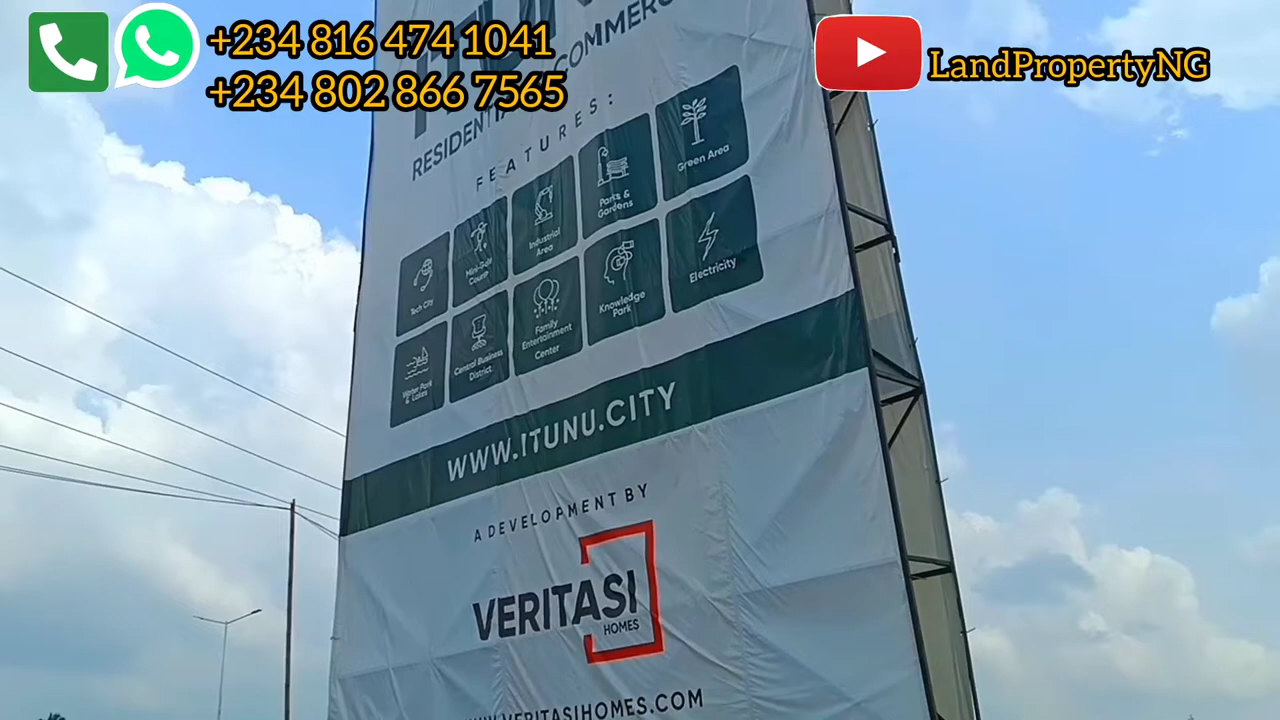 +234 816 474 1041
+234 802 866 7565
LandPropertyNG
RESIDENTIAL
COMMERC
FEATURES:
Tech City
Mini-Golf Course
Industrial Area
Parks & Gardens
Green Area
Water Park & Lakes
Central Business District
Family Entertainment Center
Knowledge Park
Electricity
WWW.ITUNU.CITY
A DEVELOPMENT BY
VERITASI
HOMES
WWW.VERITASIHOMES.COM